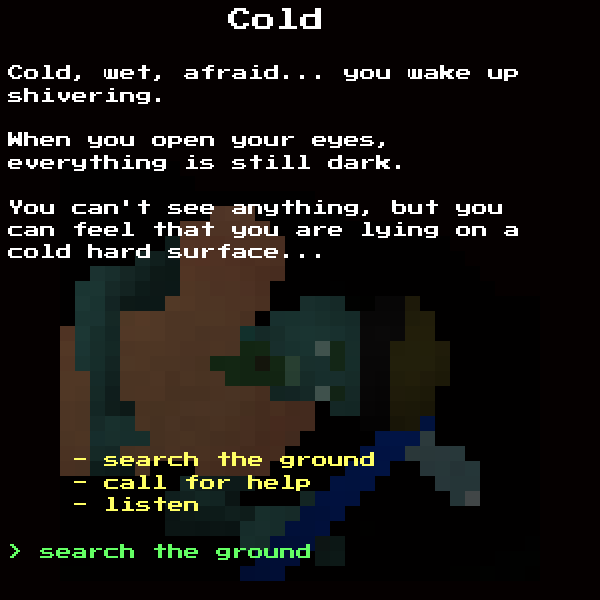 Cold
Cold, wet, afraid... you wake up
shivering.
When you open your eyes,
everything is still dark.
You can't see anything, but you
can feel that you are lying on a
cold hard surface...
- search the ground
- call for help
- listen
> search the ground